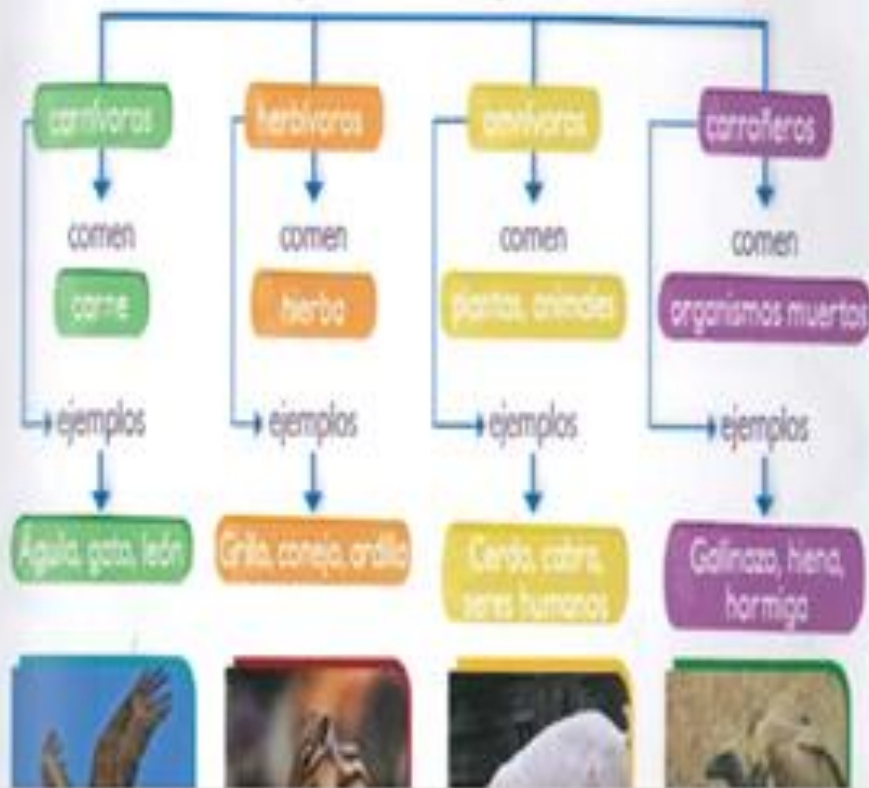 carnívoros
herbívoros
omnívoros
carroñeros
comen
comen
comen
comen
carne
hierba
plantas, animales
organismos muertos
ejemplos
ejemplos
ejemplos
ejemplos
Águila, gato, león
Grillo, conejo, ardilla
Cerdo, cabra,
seres humanos
Galinazo, hiena,
hormiga